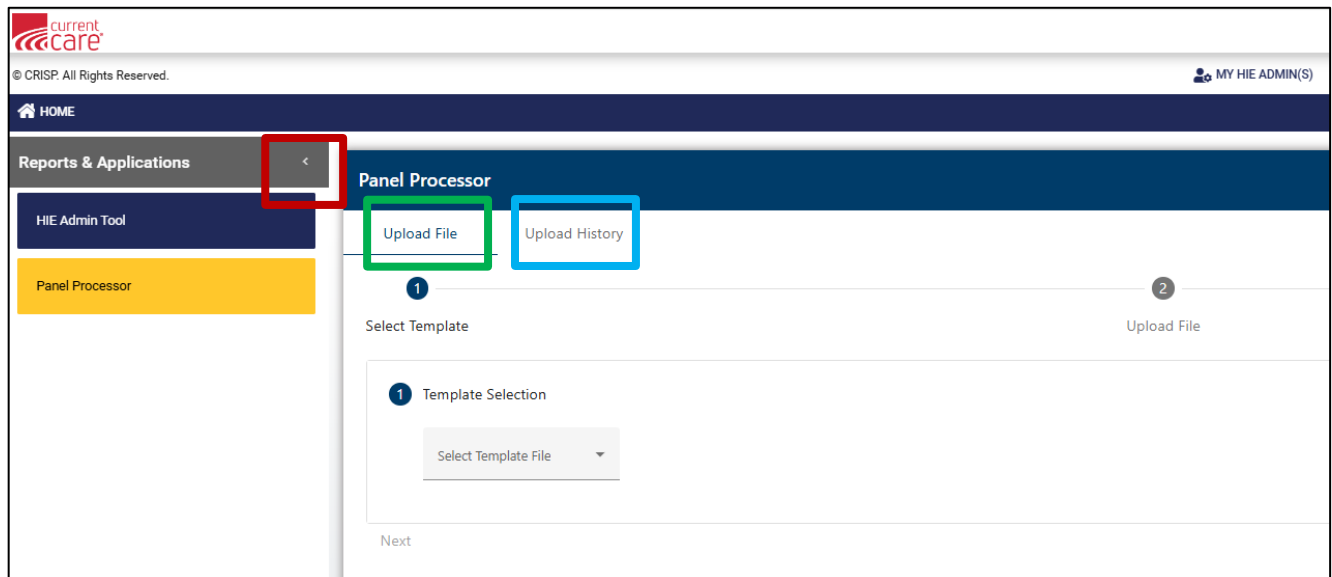 current
care
© CRISP. All Rights Reserved.
MY HIE ADMIN(S)
HOME
Reports & Applications
<
HIE Admin Tool
Panel Processor
Panel Processor
Upload File
Upload History
1
2
Select Template
Upload File
1 Template Selection
Select Template File
Next